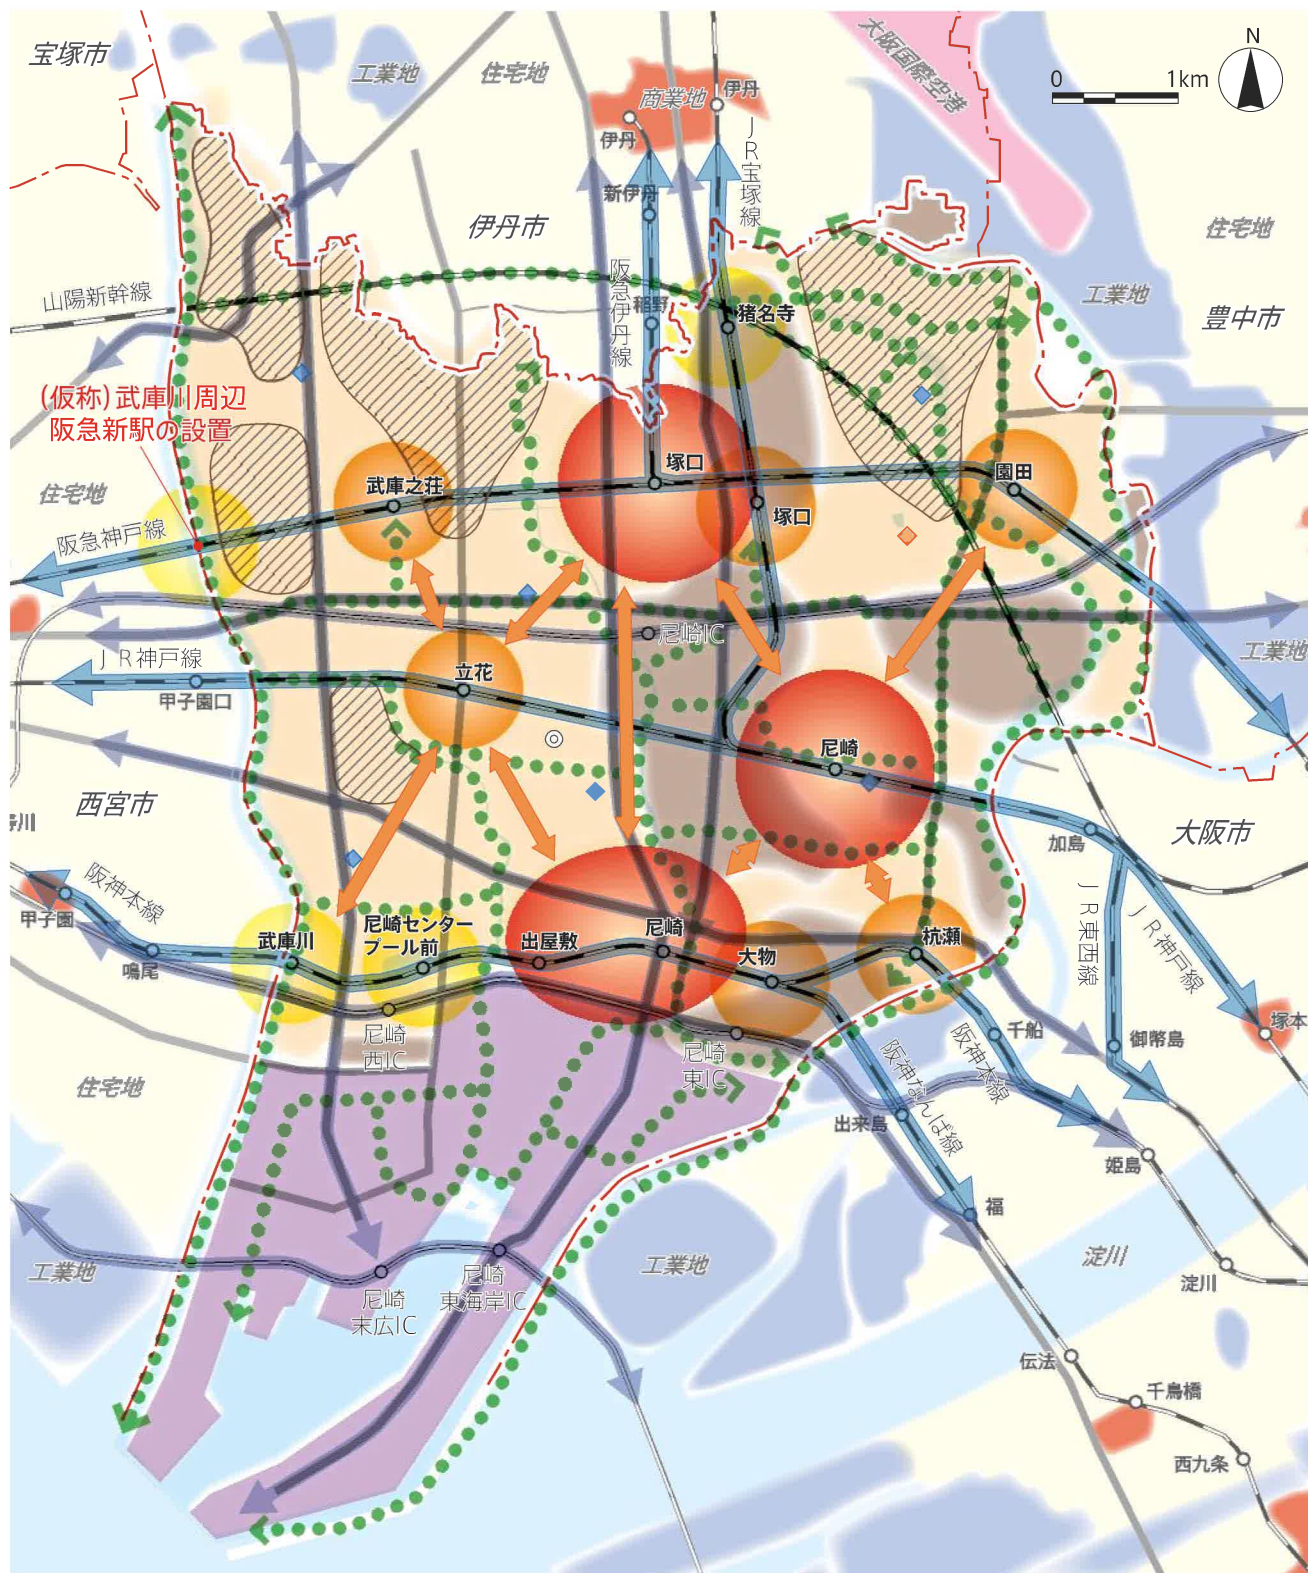 宝塚市
工業地
住宅地
商業地
伊丹
伊丹
大阪国際空港
N
0
1km
JR宝塚線
新伊丹
伊丹市
住宅地
工業地
豊中市
山陽新幹線
阪急伊丹線
稲野
猪名寺
(仮称)武庫川周辺
阪急新駅の設置
住宅地
武庫之荘
塚口
塚口
園田
阪急神戸線
尼崎IC
工業地
JR神戸線
甲子園口
立花
尼崎
西宮市
大阪市
加島
阪神本線
甲子園
鳴尾
武庫川
尼崎センター
プール前
出屋敷
尼崎
大物
杭瀬
JR東西線
JR神戸線
塚本
尼崎
西IC
尼崎
東IC
千船
御幣島
阪神本線
阪神なんば線
出来島
姫島
住宅地
福
工業地
工業地
淀川
淀川
尼崎
末広IC
尼崎
東海岸IC
伝法
千鳥橋
西九条